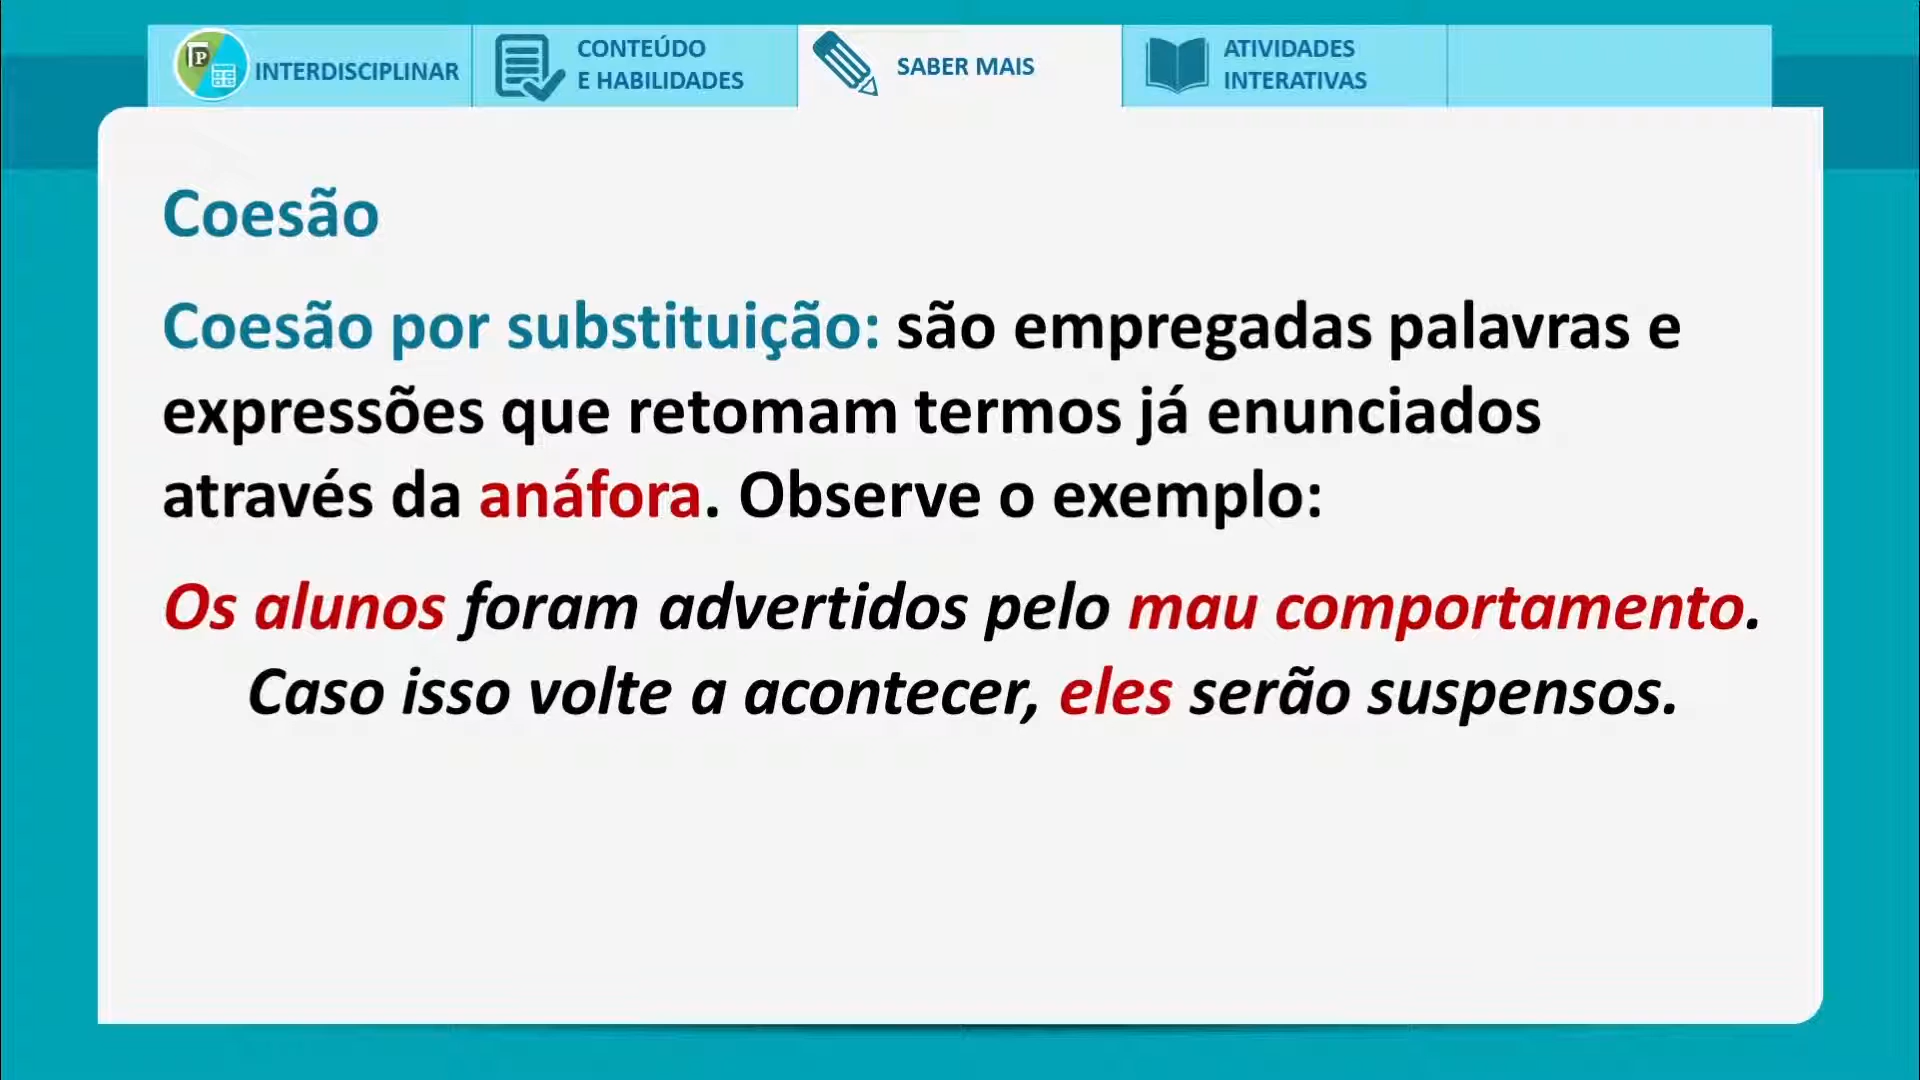 INTERDISCIPLINAR
CONTEÚDO
E HABILIDADES
SABER MAIS
ATIVIDADES
INTERATIVAS
Coesão
Coesão por substituição: são empregadas palavras e
expressões que retomam termos já enunciados
através da anáfora. Observe o exemplo:
Os alunos foram advertidos pelo mau comportamento.
Caso isso volte a acontecer, eles serão suspensos.